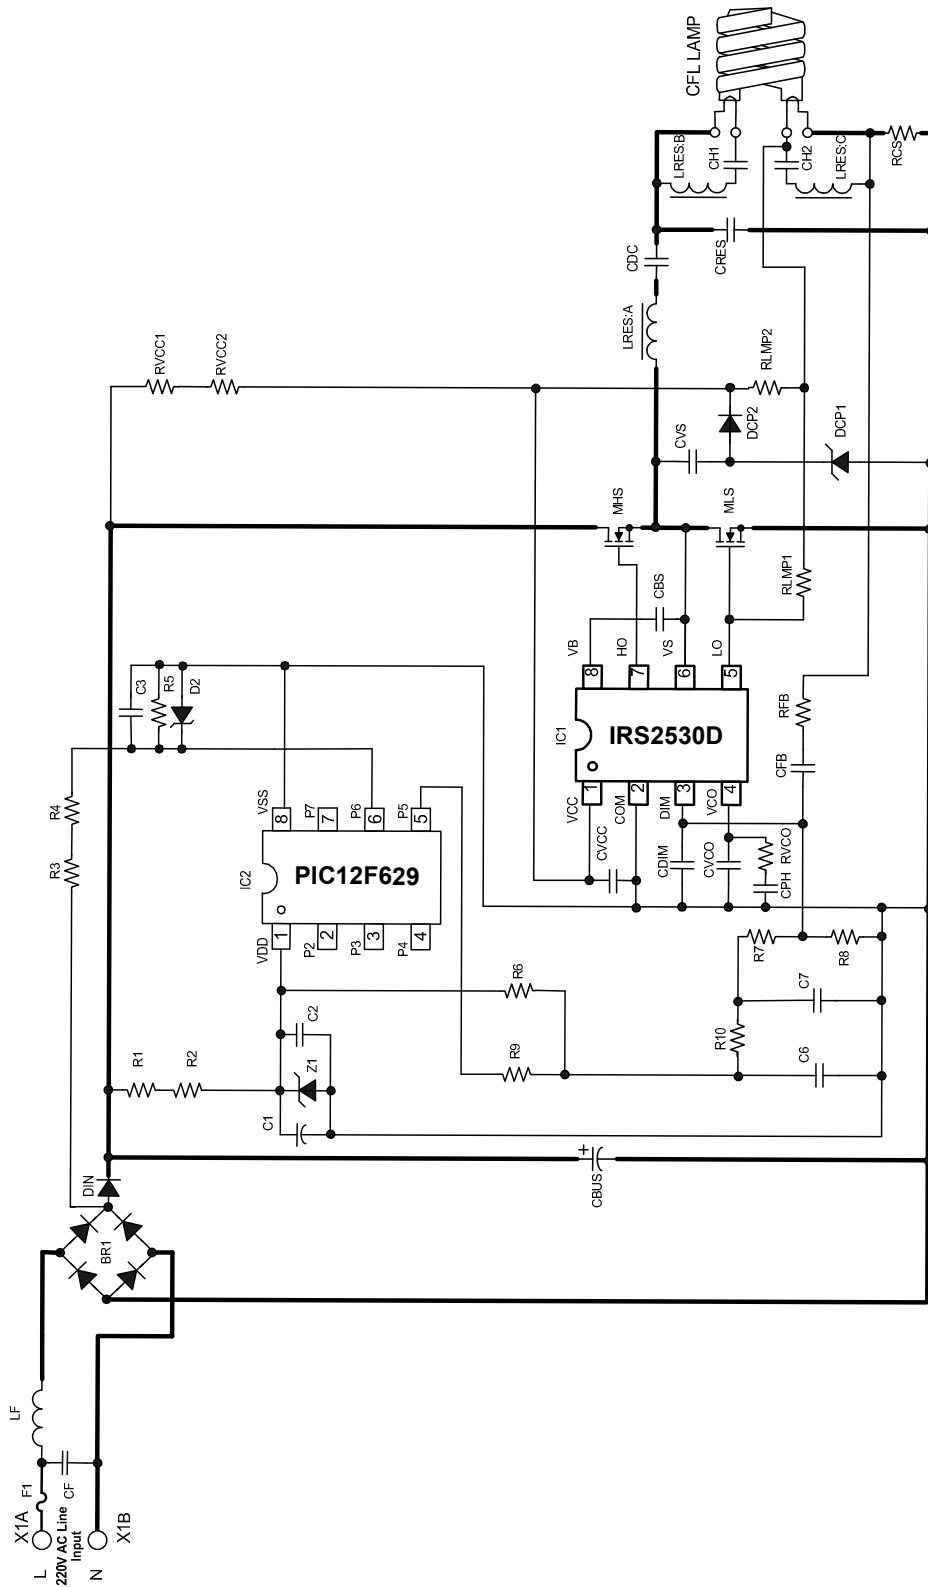 CFL LAMP
LRES:B
CH1
CH2
LRES:C
RCS
CDC
CRES
LRES:A
RVCC1
RVCC2
RLMP2
DCP2
DCP1
CVS
MHS
MLS
CBS
RLMP1
VB
HO
VS
LO
8
7
6
5
C3
R5
D2
IC1
IRS2530D
RFB
CFB
1
2
3
4
VCC
COM
DIM
VCO
R4
R3
VSS
P7
P6
P5
8
7
6
5
IC2
PIC12F629
1
2
3
4
VDD
P2
P3
P4
CVCC
CDIM
CVCO
CPH
RVCO
R7
R8
R6
C7
C2
R10
R9
C6
R1
R2
Z1
C1
DIN
+
CBUS
BR1
LF
F1
CF
X1A
X1B
L
220V AC Line
Input
N